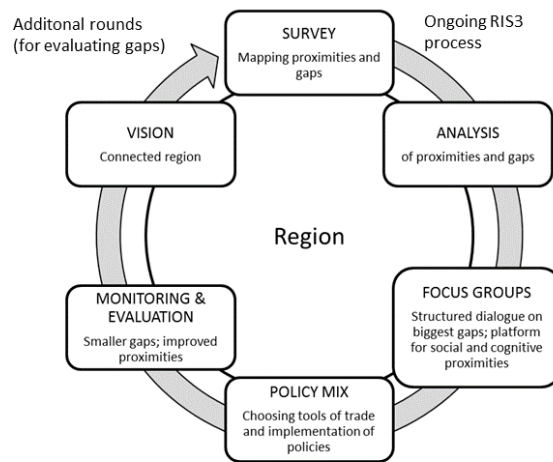 Additonal rounds
(for evaluating gaps)
Ongoing RIS3
process
SURVEY
Mapping proximities and
gaps
ANALYSIS
of proximities and gaps
FOCUS GROUPS
Structured dialogue on
biggest gaps; platform
for social and cognitive
proximities
POLICY MIX
Choosing tools of trade
and implementation of
policies
MONITORING &
EVALUATION
Smaller gaps; improved
proximities
VISION
Connected region
Region